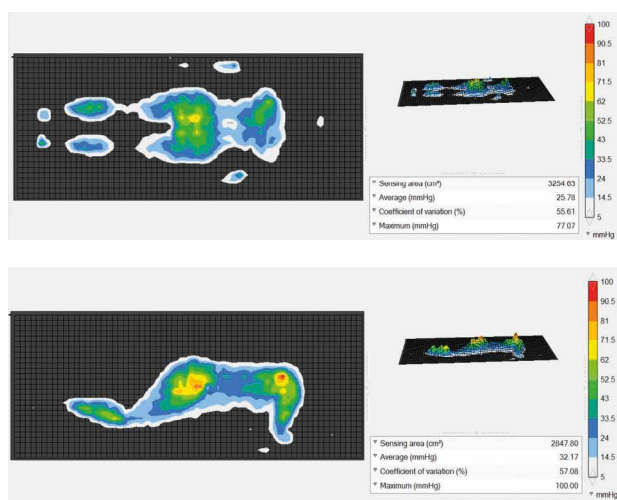 100
90.5
81
71.5
62
52.5
43
33.5
24
14.5
5
mmHg
Sensing area (cm²) 3254.63
Average (mmHg) 25.78
Coefficient of variation (%) 55.61
Maximum (mmHg) 77.07
100
90.5
81
71.5
62
52.5
43
33.5
24
14.5
5
mmHg
Sensing area (cm²) 2847.80
Average (mmHg) 32.17
Coefficient of variation (%) 57.08
Maximum (mmHg) 100.00